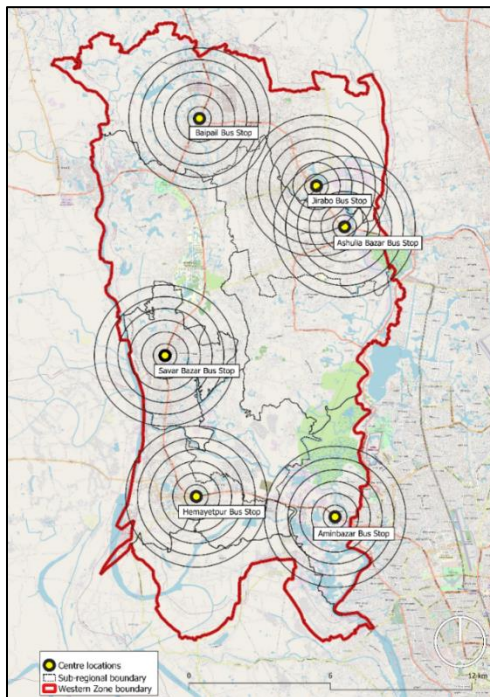 Baipail Bus Stop
Jirabo Bus Stop
Ashulia Bazar Bus Stop
Savar Bazar Bus Stop
Hemayetpur Bus Stop
Aminbazar Bus Stop
Centre locations
Sub-regional boundary
Western Zone boundary
0 6 12 km